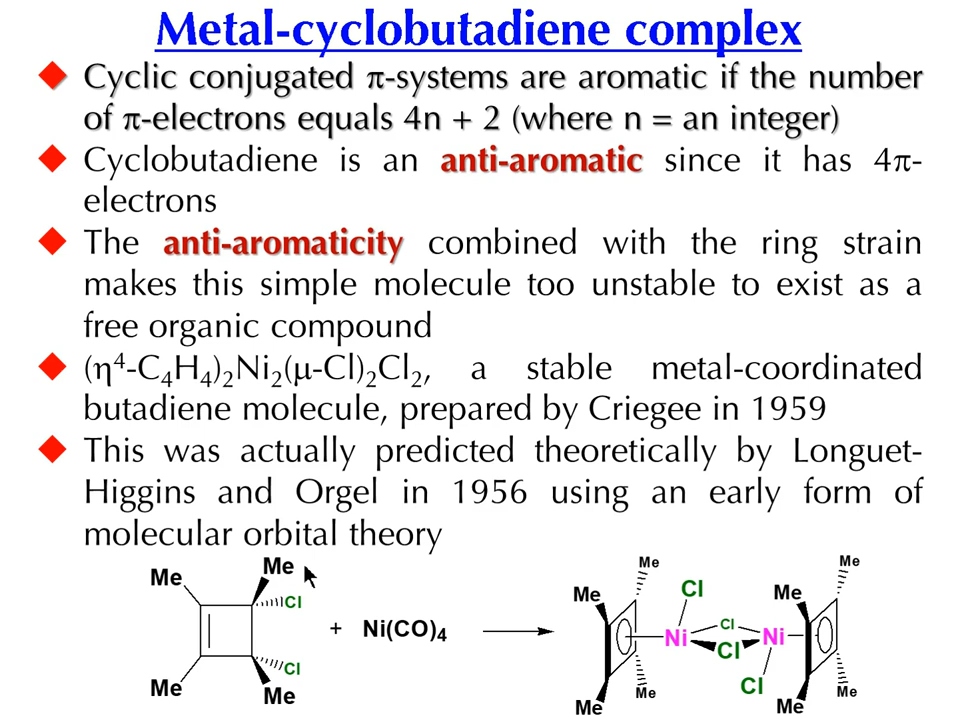 Metal-cyclobutadiene complex
◆ Cyclic conjugated π-systems are aromatic if the number
of π-electrons equals 4n + 2 (where n = an integer)
◆ Cyclobutadiene is an anti-aromatic since it has 4π-
electrons
◆ The anti-aromaticity combined with the ring strain
makes this simple molecule too unstable to exist as a
free organic compound
◆ (η⁴-C₄H₄)₂Ni₂(μ-Cl)₂Cl₂, a stable metal-coordinated
butadiene molecule, prepared by Criegee in 1959
◆ This was actually predicted theoretically by Longuet-
Higgins and Orgel in 1956 using an early form of
molecular orbital theory
Me Me
Cl
Cl
Me Me
+ Ni(CO)₄
Me Me
Cl
Ni Cl Ni
Cl
Cl
Me Me
Me Me
Me Me